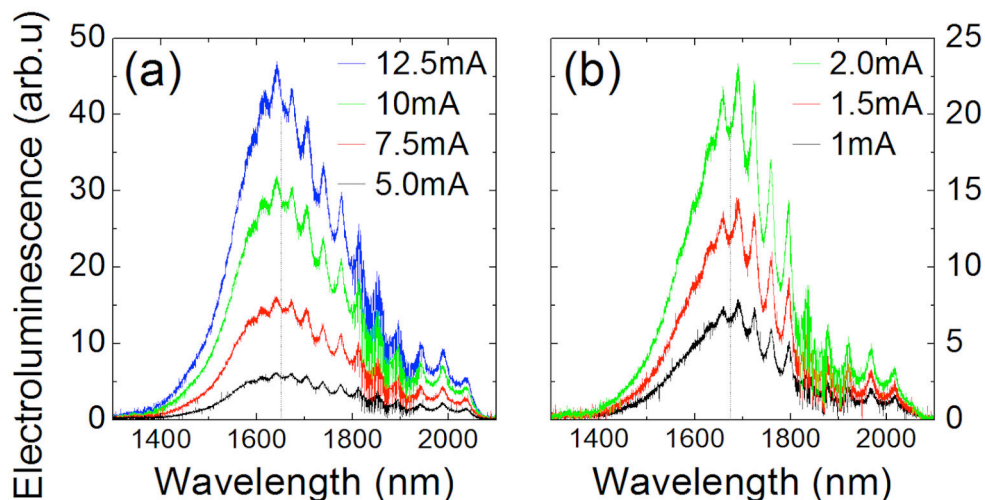 Electroluminescence (arb.u)
50
40
30
20
10
0
(a)
12.5mA
10mA
7.5mA
5.0mA
1400 1600 1800 2000
Wavelength (nm)
(b)
2.0mA
1.5mA
1mA
25
20
15
10
5
0
1400 1600 1800 2000
Wavelength (nm)